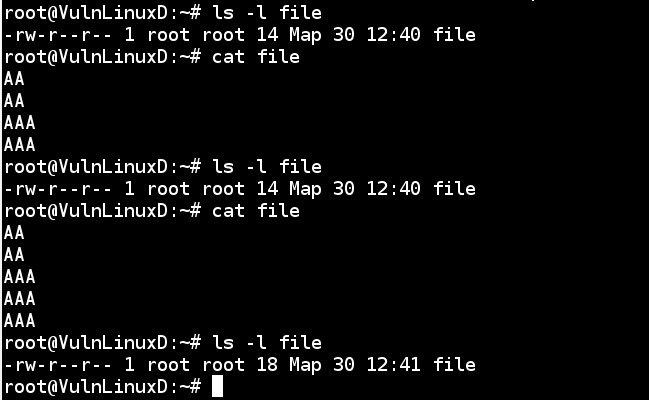 root@VulnLinuxD:~# ls -l file
-rw-r--r-- 1 root root 14 Мар 30 12:40 file
root@VulnLinuxD:~# cat file
AA
AA
AAA
AAA
root@VulnLinuxD:~# ls -l file
-rw-r--r-- 1 root root 14 Мар 30 12:40 file
root@VulnLinuxD:~# cat file
AA
AA
AAA
AAA
AAA
root@VulnLinuxD:~# ls -l file
-rw-r--r-- 1 root root 18 Мар 30 12:41 file
root@VulnLinuxD:~#